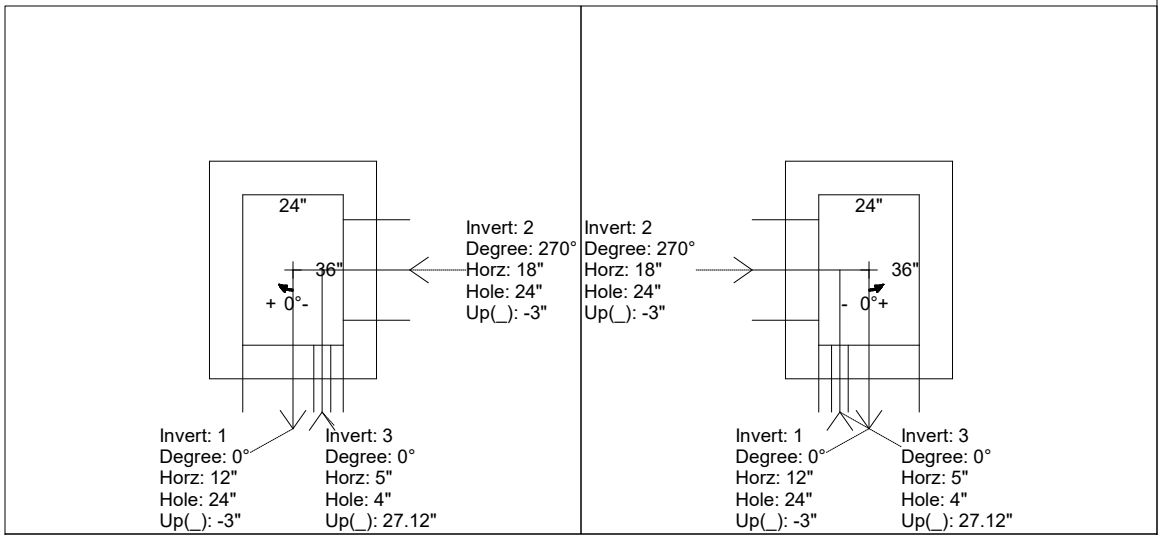 24"
36"
+ 0°-
Invert: 2
Degree: 270°
Horz: 18"
Hole: 24"
Up(_): -3"
Invert: 1
Degree: 0°
Horz: 12"
Hole: 24"
Up(_): -3"
Invert: 3
Degree: 0°
Horz: 5"
Hole: 4"
Up(_): 27.12"
Invert: 2
Degree: 270°
Horz: 18"
Hole: 24"
Up(_): -3"
24"
36"
- 0°+
Invert: 1
Degree: 0°
Horz: 12"
Hole: 24"
Up(_): -3"
Invert: 3
Degree: 0°
Horz: 5"
Hole: 4"
Up(_): 27.12"